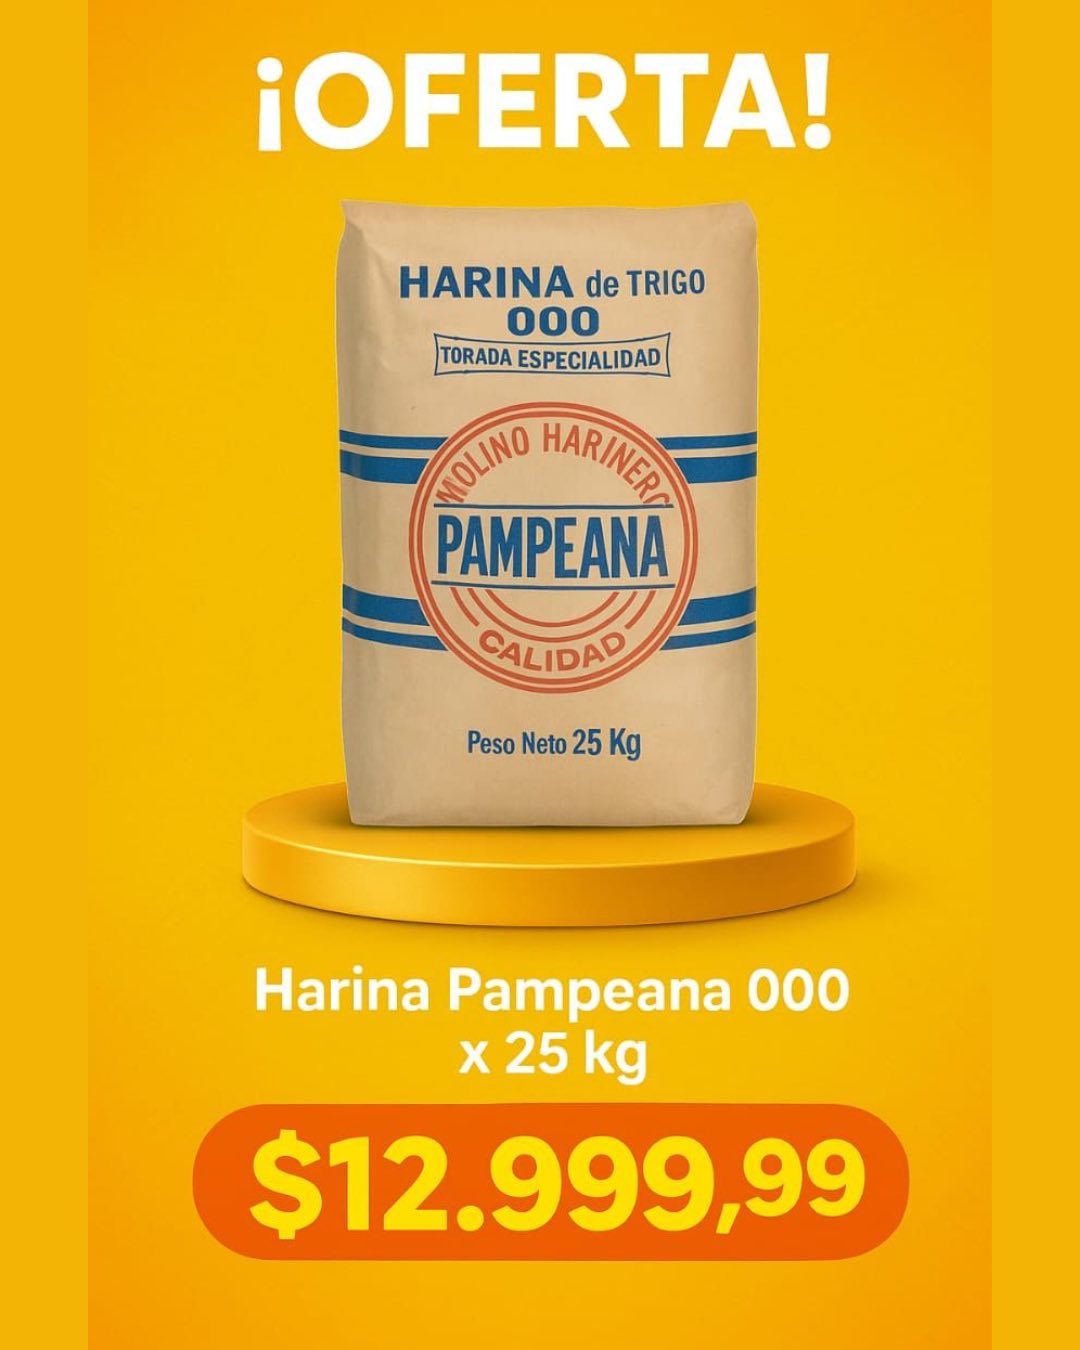 ¡OFERTA!
HARINA de TRIGO
000
TORADA ESPECIALIDAD
MOLINO HARINERO
PAMPEANA
CALIDAD
Peso Neto 25 Kg
Harina Pampeana 000
x 25 kg
$12.999,99